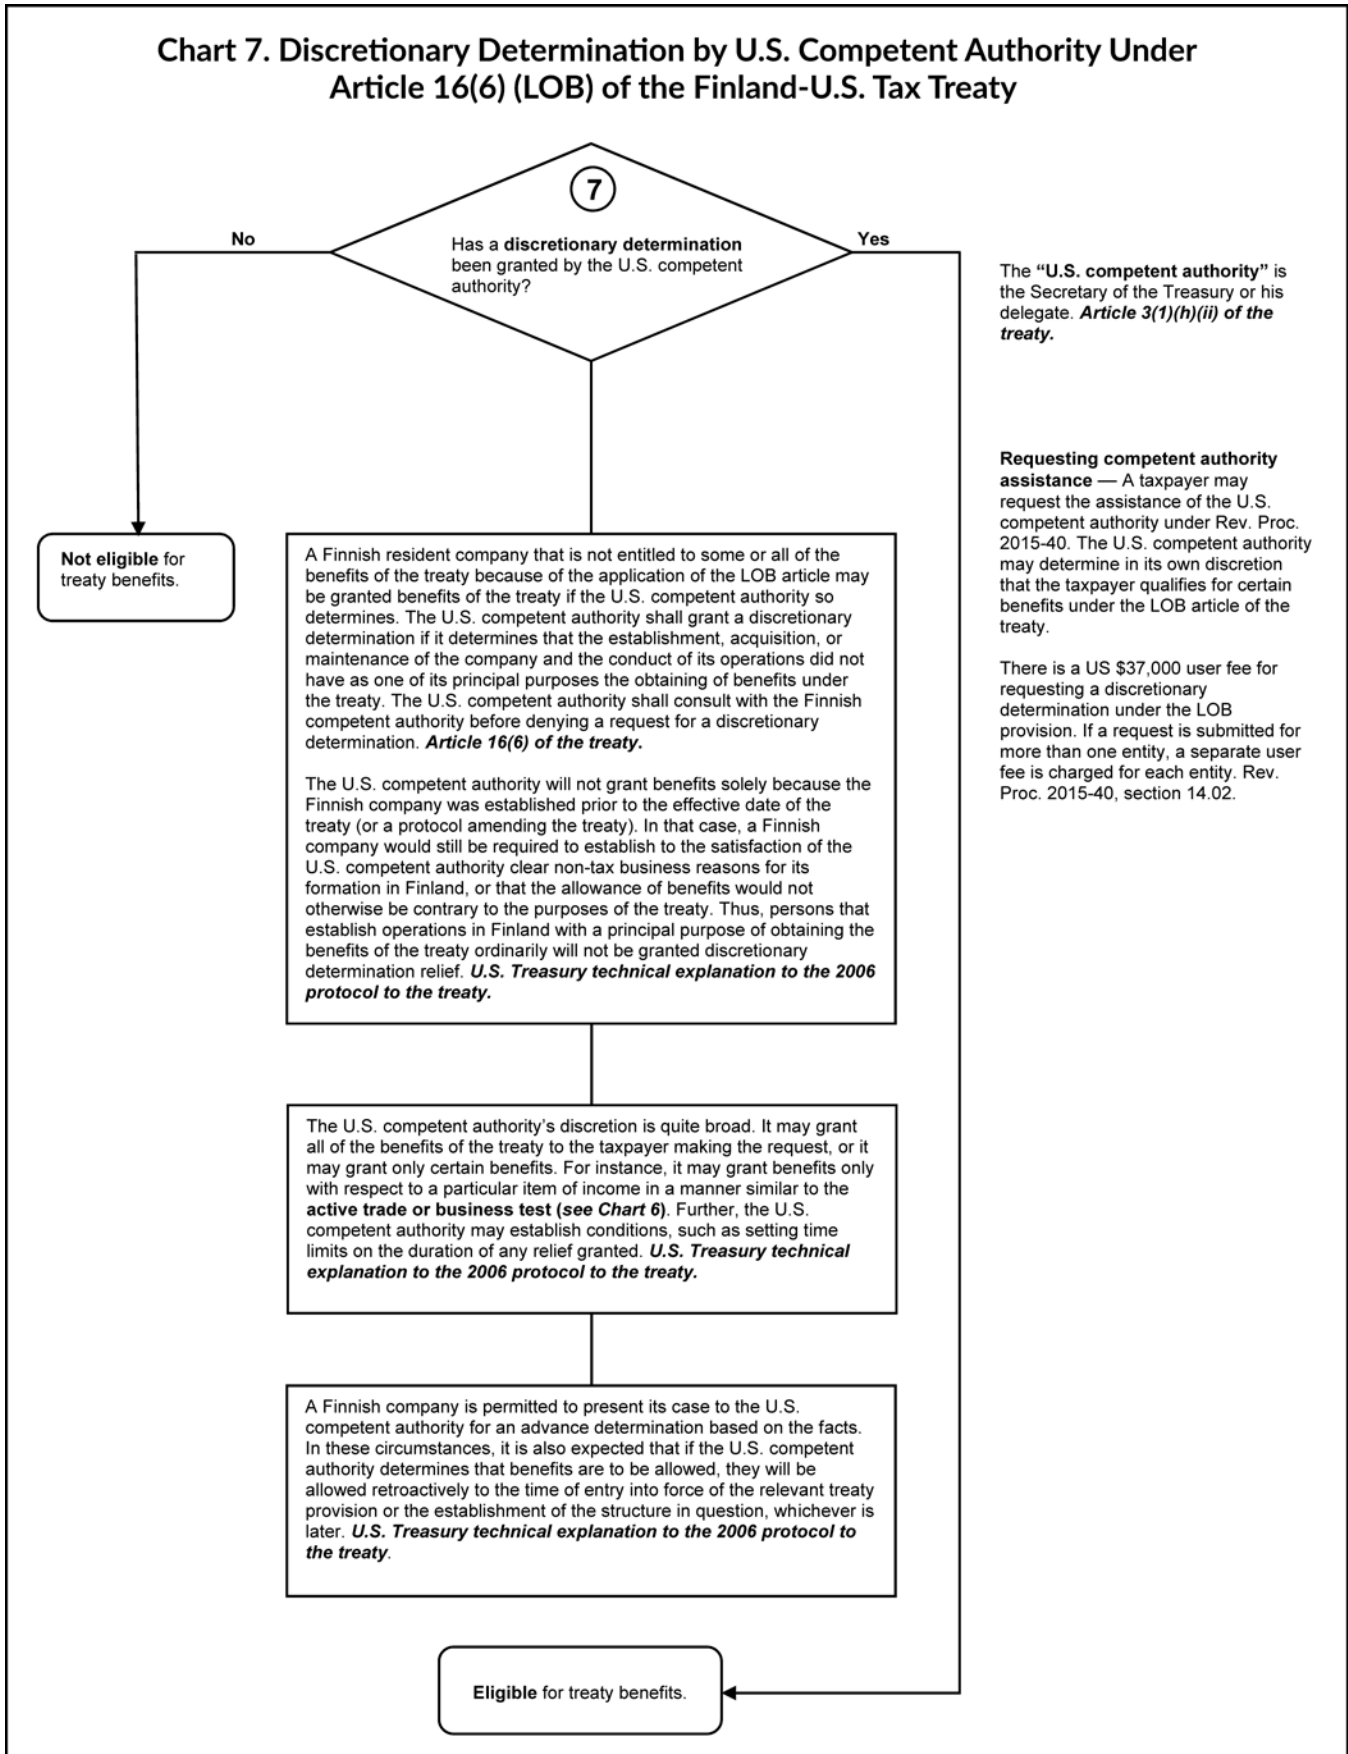 Chart 7. Discretionary Determination by U.S. Competent Authority Under
Article 16(6) (LOB) of the Finland-U.S. Tax Treaty
7
No
Has a discretionary determination
been granted by the U.S. competent
authority?
Yes
The “U.S. competent authority” is
the Secretary of the Treasury or his
delegate. Article 3(1)(h)(ii) of the
treaty.
Requesting competent authority
assistance — A taxpayer may
request the assistance of the U.S.
competent authority under Rev. Proc.
2015-40. The U.S. competent authority
may determine in its own discretion
that the taxpayer qualifies for certain
benefits under the LOB article of the
treaty.
There is a US $37,000 user fee for
requesting a discretionary
determination under the LOB
provision. If a request is submitted for
more than one entity, a separate user
fee is charged for each entity. Rev.
Proc. 2015-40, section 14.02.
Not eligible for
treaty benefits.
A Finnish resident company that is not entitled to some or all of the
benefits of the treaty because of the application of the LOB article may
be granted benefits of the treaty if the U.S. competent authority so
determines. The U.S. competent authority shall grant a discretionary
determination if it determines that the establishment, acquisition, or
maintenance of the company and the conduct of its operations did not
have as one of its principal purposes the obtaining of benefits under
the treaty. The U.S. competent authority shall consult with the Finnish
competent authority before denying a request for a discretionary
determination. Article 16(6) of the treaty.
The U.S. competent authority will not grant benefits solely because the
Finnish company was established prior to the effective date of the
treaty (or a protocol amending the treaty). In that case, a Finnish
company would still be required to establish to the satisfaction of the
U.S. competent authority clear non-tax business reasons for its
formation in Finland, or that the allowance of benefits would not
otherwise be contrary to the purposes of the treaty. Thus, persons that
establish operations in Finland with a principal purpose of obtaining the
benefits of the treaty ordinarily will not be granted discretionary
determination relief. U.S. Treasury technical explanation to the 2006
protocol to the treaty.
The U.S. competent authority’s discretion is quite broad. It may grant
all of the benefits of the treaty to the taxpayer making the request, or it
may grant only certain benefits. For instance, it may grant benefits only
with respect to a particular item of income in a manner similar to the
active trade or business test (see Chart 6). Further, the U.S.
competent authority may establish conditions, such as setting time
limits on the duration of any relief granted. U.S. Treasury technical
explanation to the 2006 protocol to the treaty.
A Finnish company is permitted to present its case to the U.S.
competent authority for an advance determination based on the facts.
In these circumstances, it is also expected that if the U.S. competent
authority determines that benefits are to be allowed, they will be
allowed retroactively to the time of entry into force of the relevant treaty
provision or the establishment of the structure in question, whichever is
later. U.S. Treasury technical explanation to the 2006 protocol to
the treaty.
Eligible for treaty benefits.